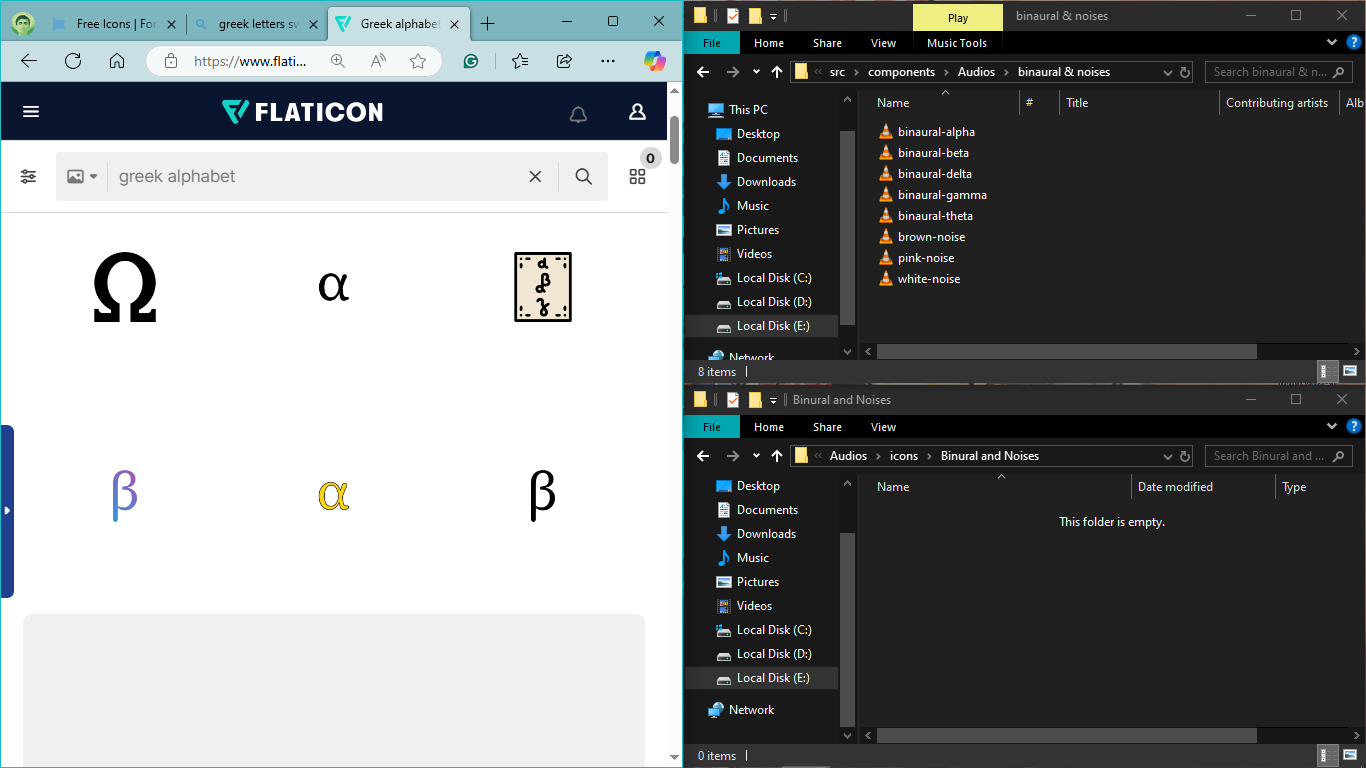 Free Icons | Fon
greek letters sv
Greek alphabet
https://www.flati...
FLATICON
greek alphabet
0
Ω
α
α
β
γ
β
α
β
Play
binaural & noises
File
Home
Share
View
Music Tools
src
components
Audios
binaural & noises
Search binaural & n...
This PC
Desktop
Documents
Downloads
Music
Pictures
Videos
Local Disk (C:)
Local Disk (D:)
Local Disk (E:)
Network
Name
#
Title
Contributing artists
Alb
binaural-alpha
binaural-beta
binaural-delta
binaural-gamma
binaural-theta
brown-noise
pink-noise
white-noise
8 items
Binural and Noises
File
Home
Share
View
Audios
icons
Binural and Noises
Search Binural and ...
Desktop
Documents
Downloads
Music
Pictures
Videos
Local Disk (C:)
Local Disk (D:)
Local Disk (E:)
Network
Name
Date modified
Type
This folder is empty.
0 items